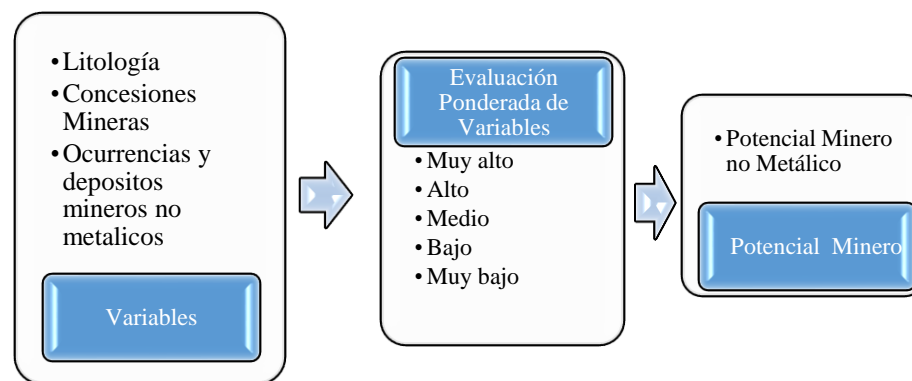 •Litología
•Concesiones
Mineras
•Ocurrencias y
depositos
mineros no
metalicos
Variables
Evaluación
Ponderada de
Variables
•Muy alto
•Alto
•Medio
•Bajo
•Muy bajo
•Potencial Minero
no Metálico
Potencial Minero